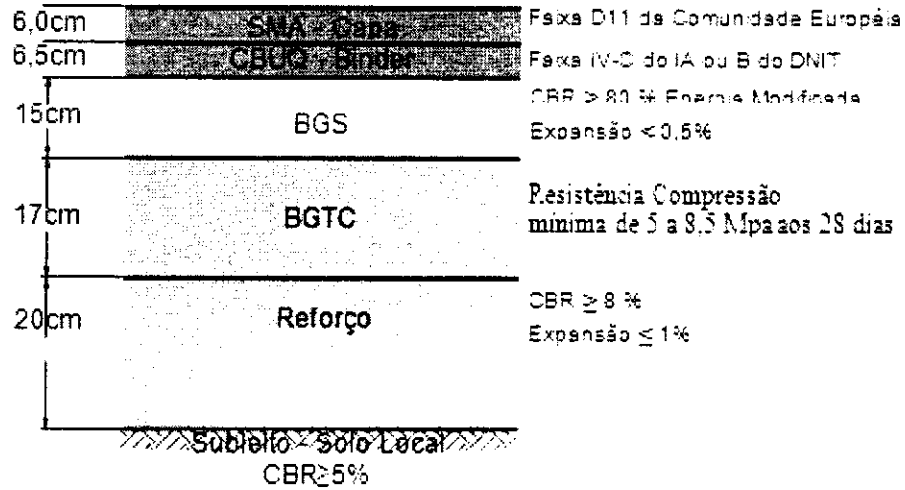 6,0cm SMA - Capa Faixa D11 da Comunidade Européia
6,5cm CBUQ - Binder Faixa IV-C do IA ou B do DNIT
CBR > 80 % Energia Modificada
15cm BGS Expansão < 0,5%
Resistência Compressão
17cm BGTC mínima de 5 a 8,5 Mpa aos 28 dias
CBR ≥ 8 %
20cm Reforço
Expansão ≤ 1%
Subleito - Solo Local
CBR≥5%